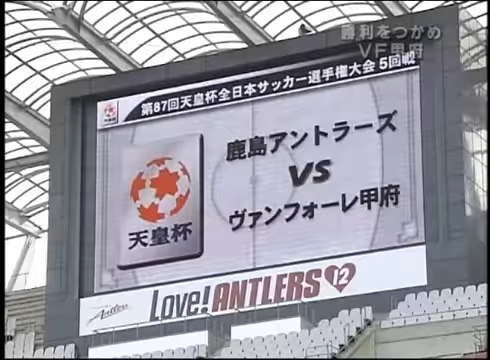 勝利をつかめ
VF甲府
第87回天皇杯全日本サッカー選手権大会 5回戦
天皇杯
鹿島アントラーズ
VS
ヴァンフォーレ甲府
Antlers
Love! ANTLERS 12